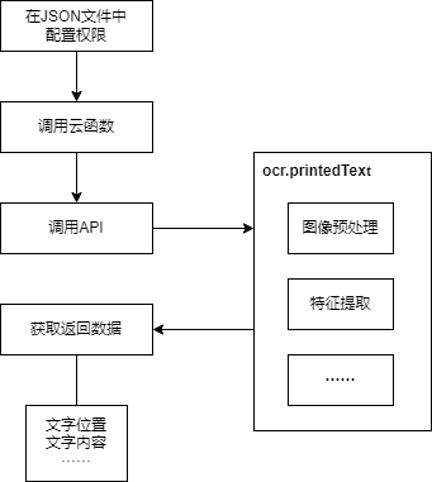 在JSON文件中
配置权限
调用云函数
调用API
ocr.printedText
图像预处理
特征提取
······
获取返回数据
文字位置
文字内容
······